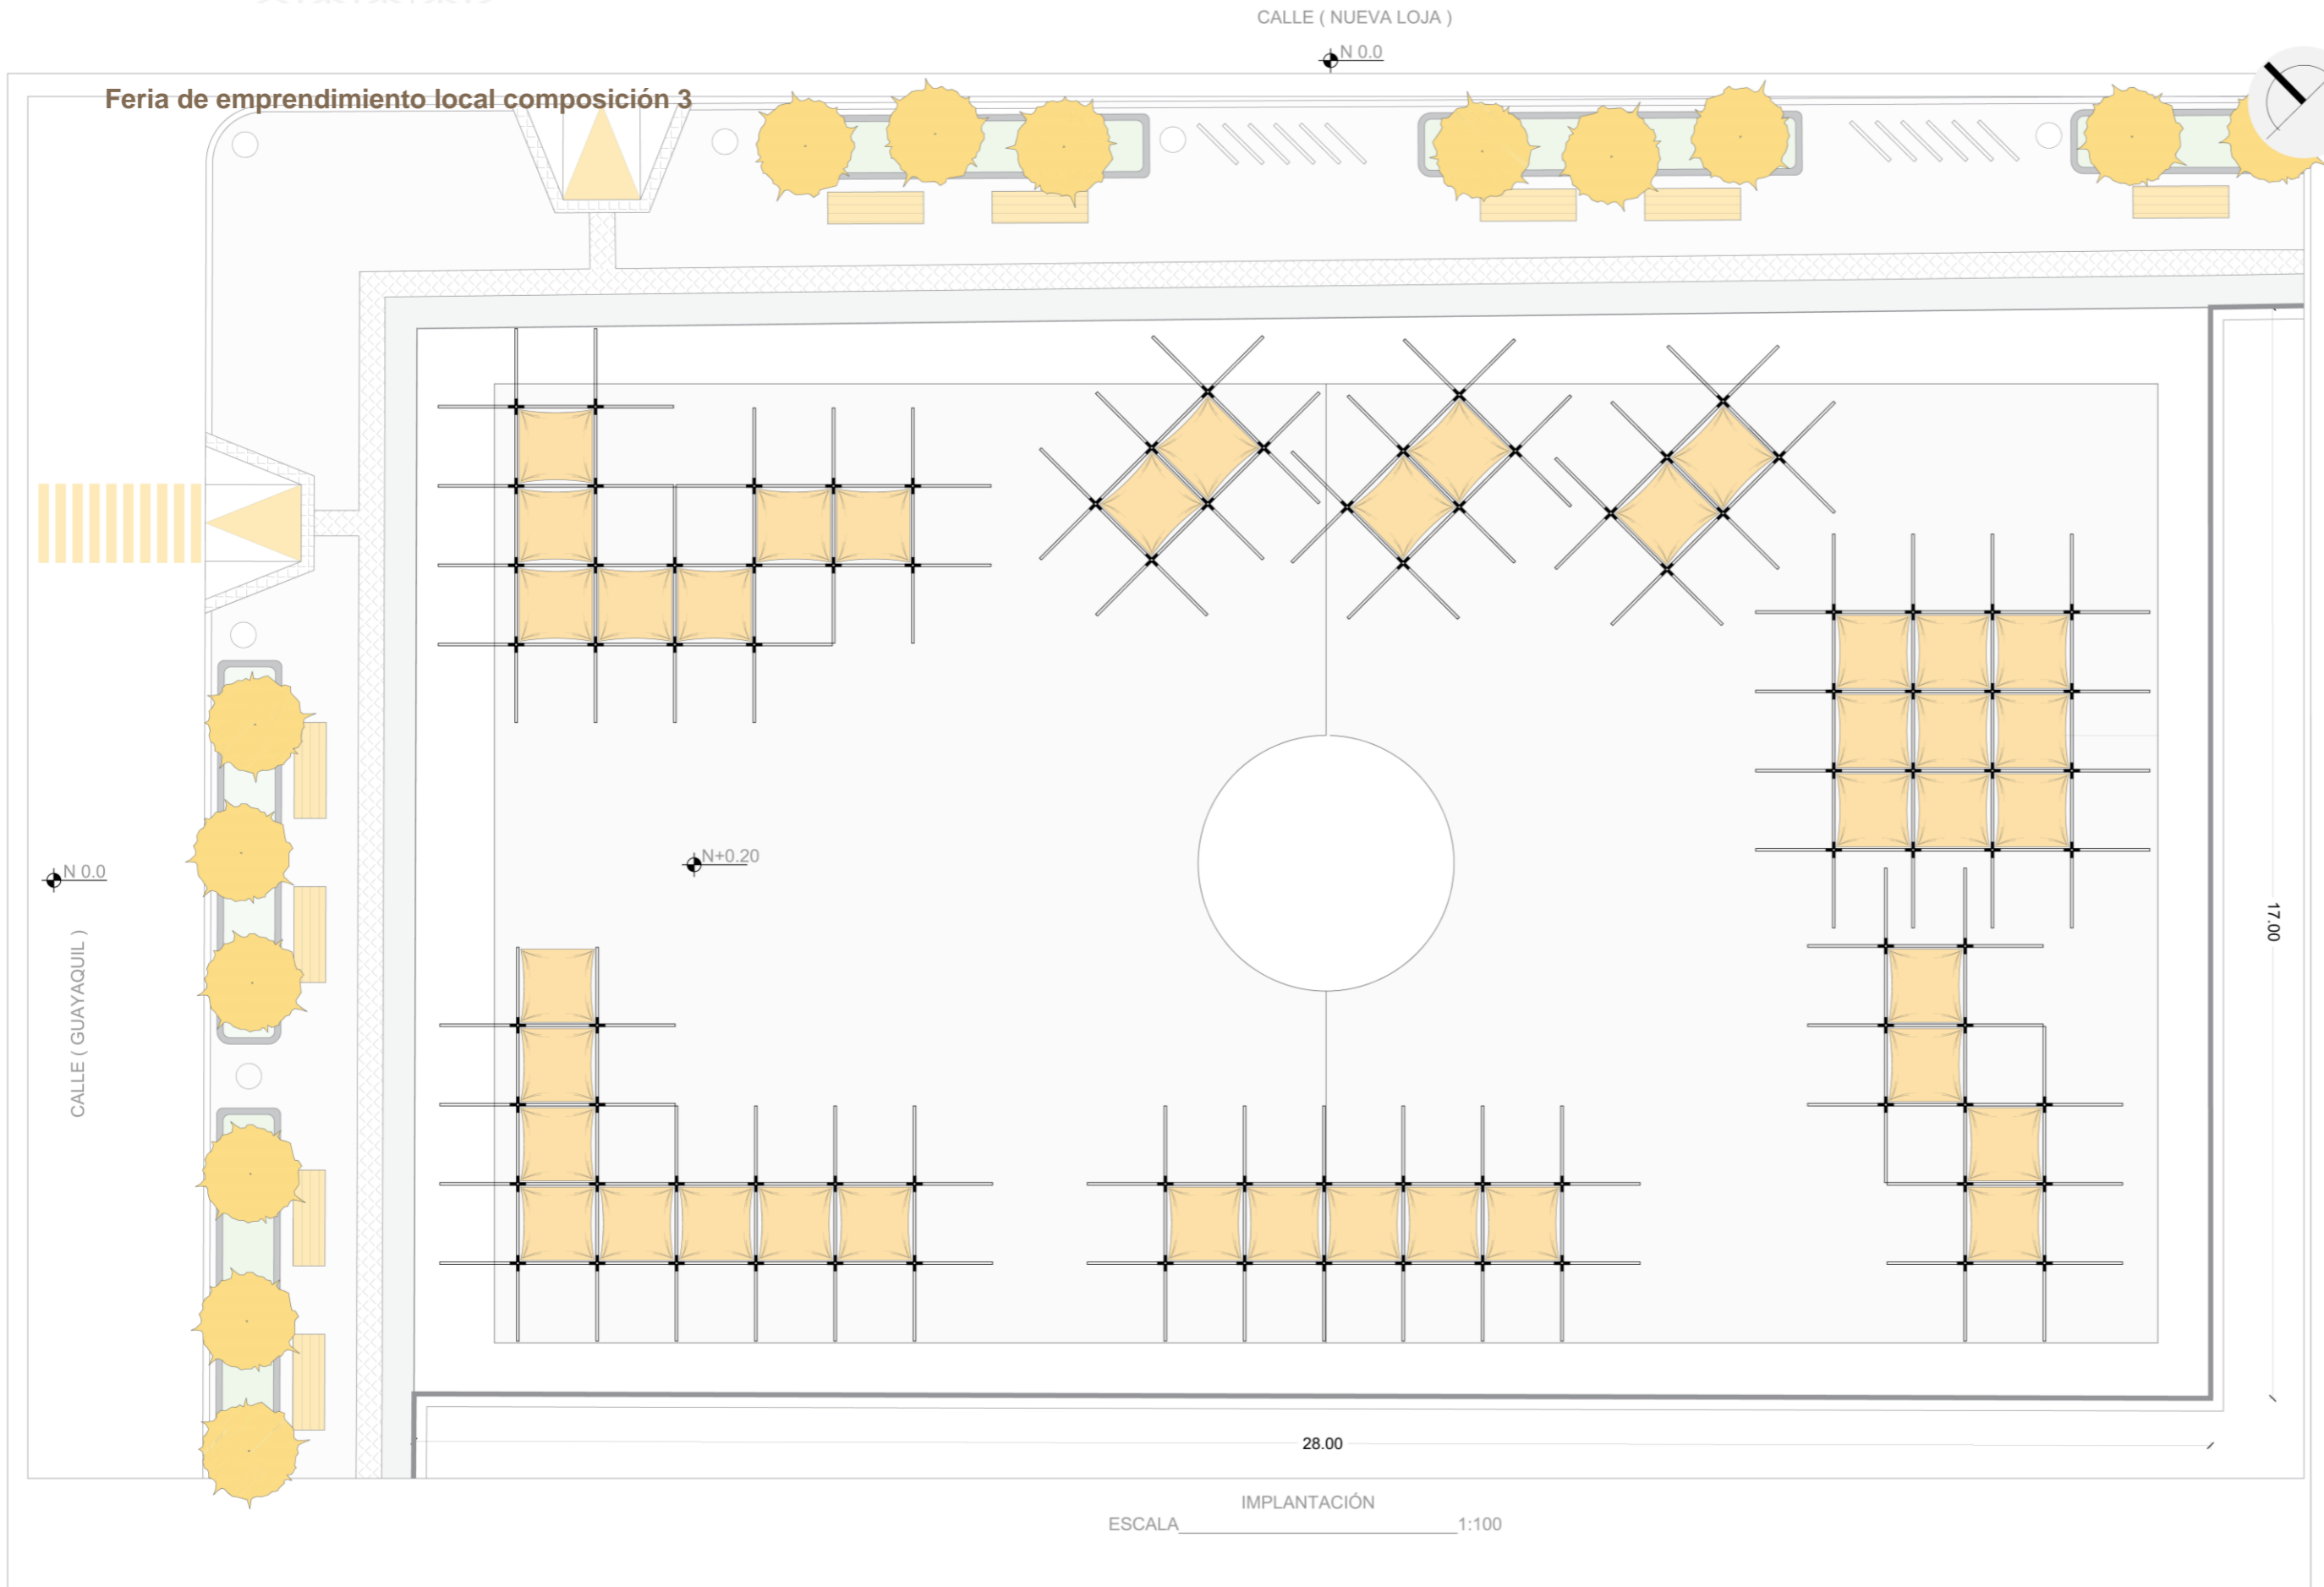 CALLE ( NUEVA LOJA )
N 0.0
Feria de emprendimiento local composición 3
N+0.20
N 0.0
CALLE ( GUAYAQUIL )
17.00
28.00
IMPLANTACIÓN
ESCALA 1:100